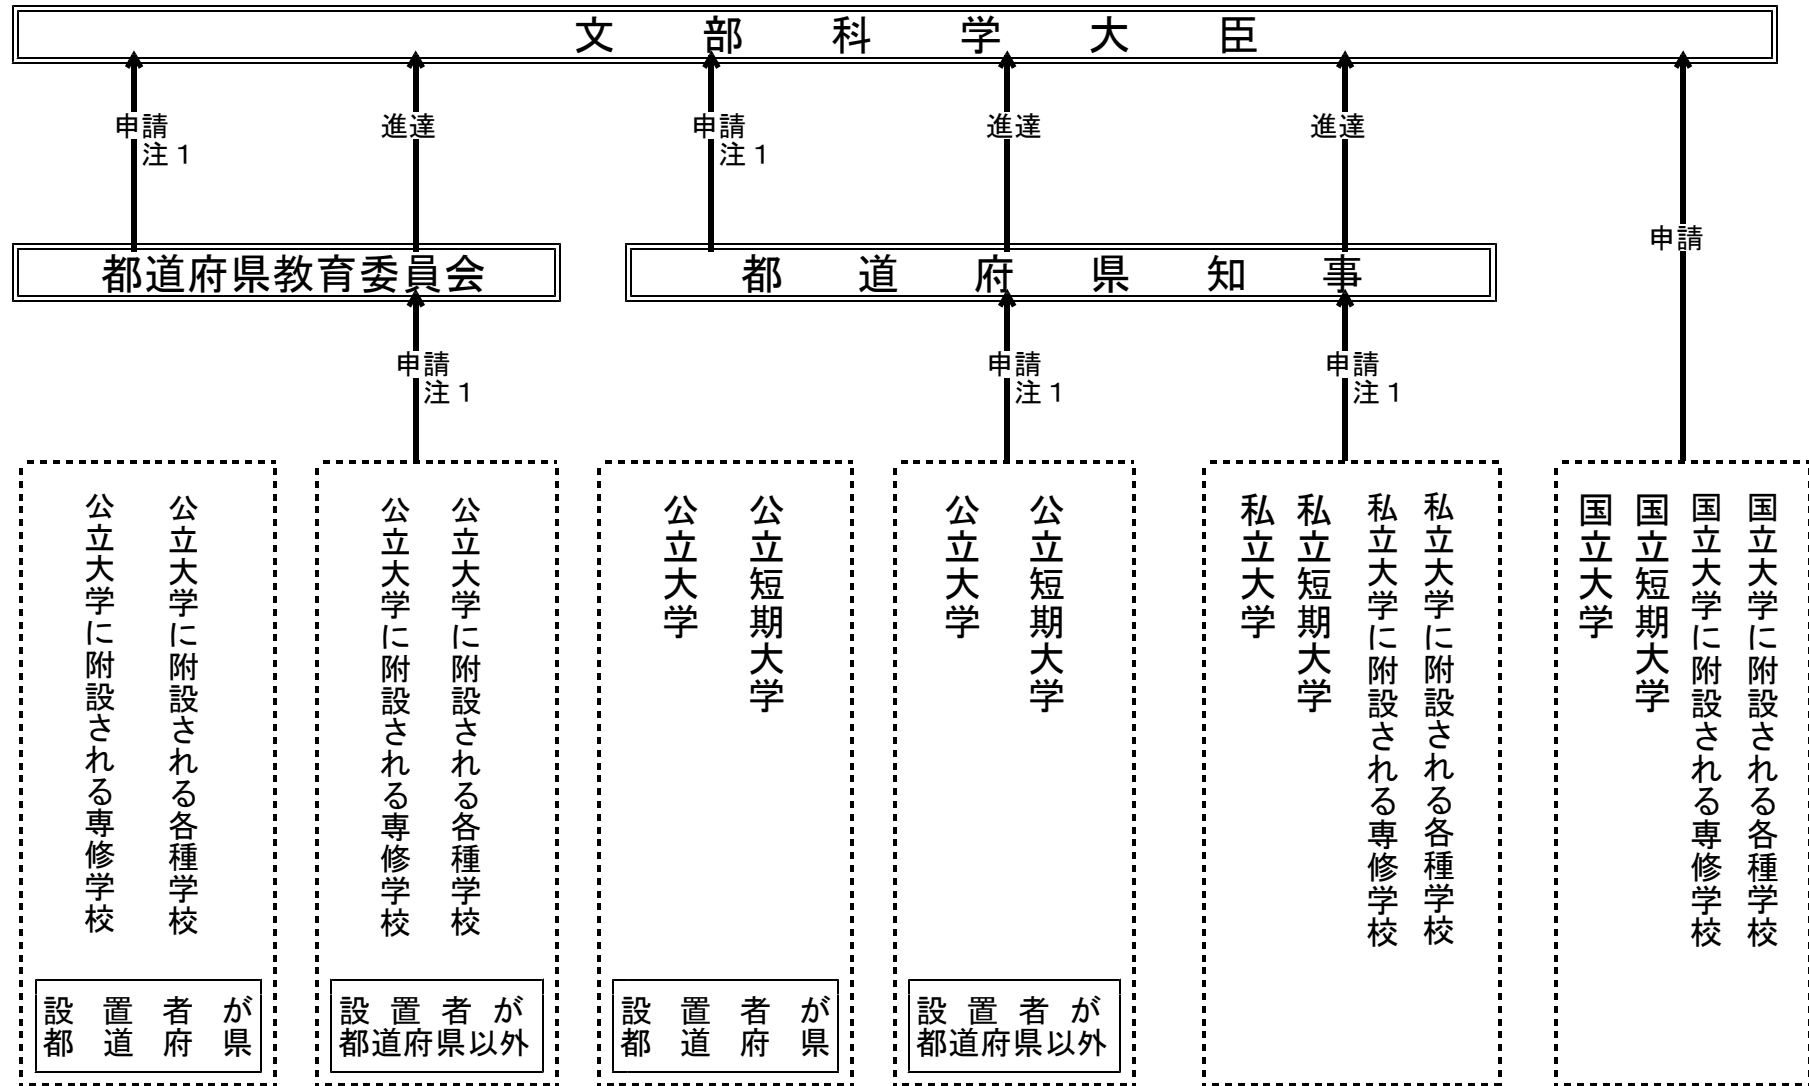 文部科学大臣
申請
注１
進達
申請
注１
進達
進達
申請
都道府県教育委員会
都道府県知事
申請
注１
申請
注１
申請
注１
公立大学に附設される専修学校
公立大学に附設される各種学校
設置者が
都道府県
公立大学に附設される専修学校
公立大学に附設される各種学校
設置者が
都道府県以外
公立大学
公立短期大学
設置者が
都道府県
公立大学
公立短期大学
設置者が
都道府県以外
私立大学
私立短期大学
私立大学に附設される専修学校
私立大学に附設される各種学校
国立大学
国立短期大学
国立大学に附設される専修学校
国立大学に附設される各種学校